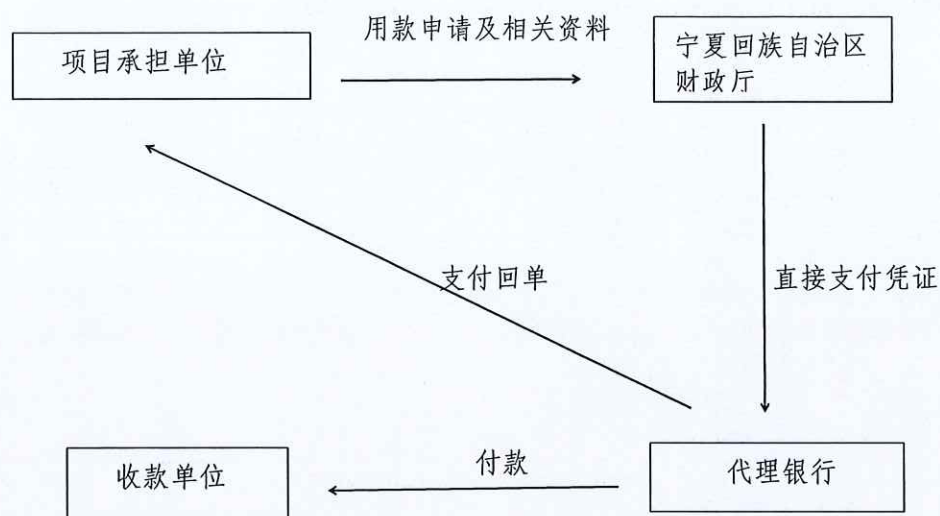 用款申请及相关资料
项目承担单位
宁夏回族自治区
财政厅
支付回单
直接支付凭证
收款单位
付款
代理银行